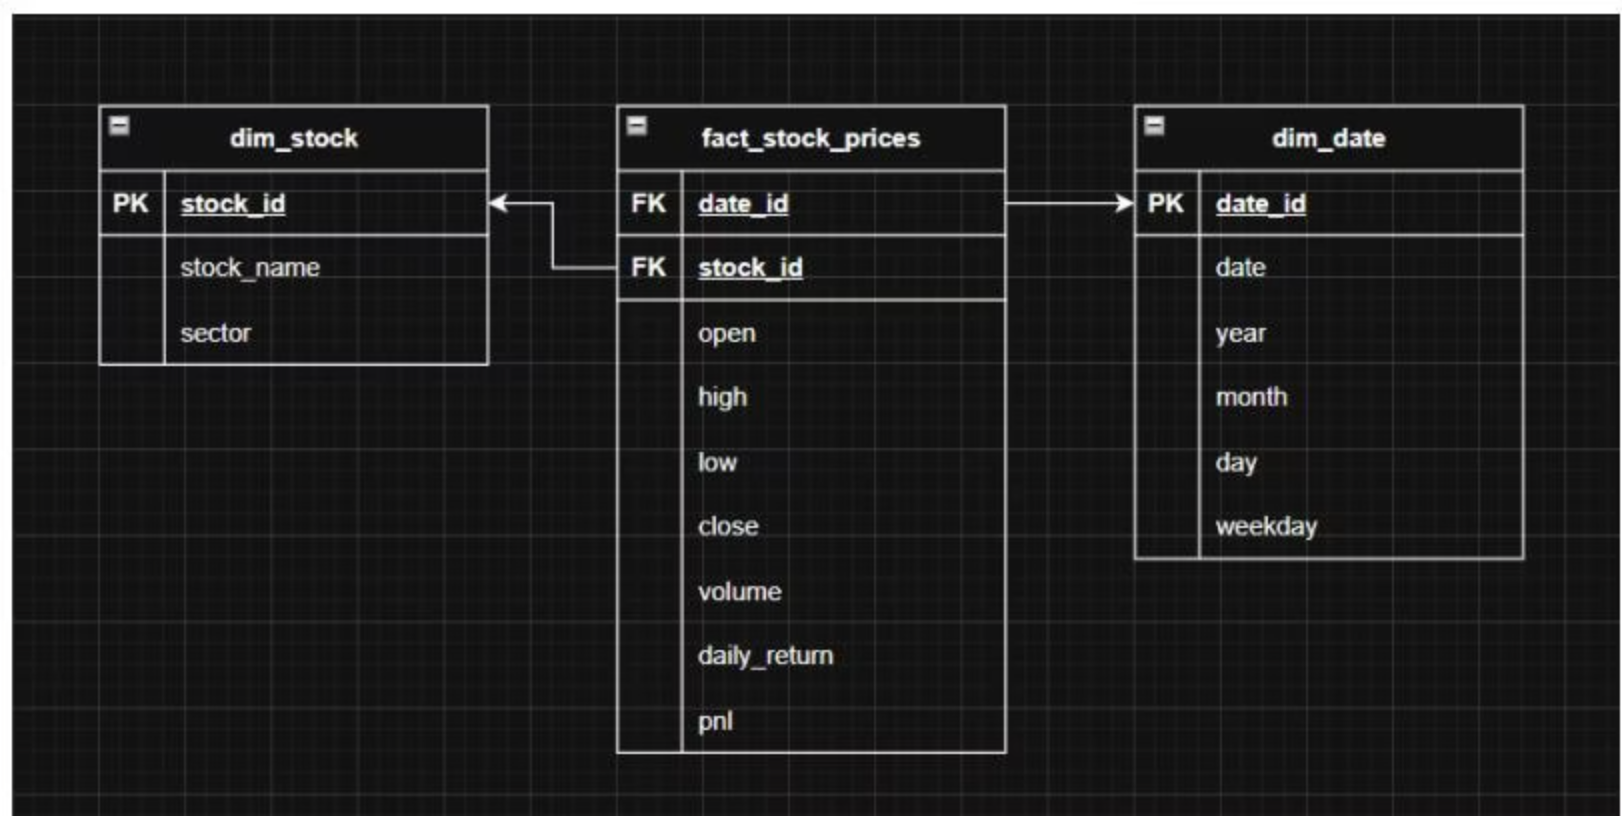 dim_stock
PK stock_id
stock_name
sector
fact_stock_prices
FK date_id
FK stock_id
open
high
low
close
volume
daily_return
pnl
dim_date
PK date_id
date
year
month
day
weekday